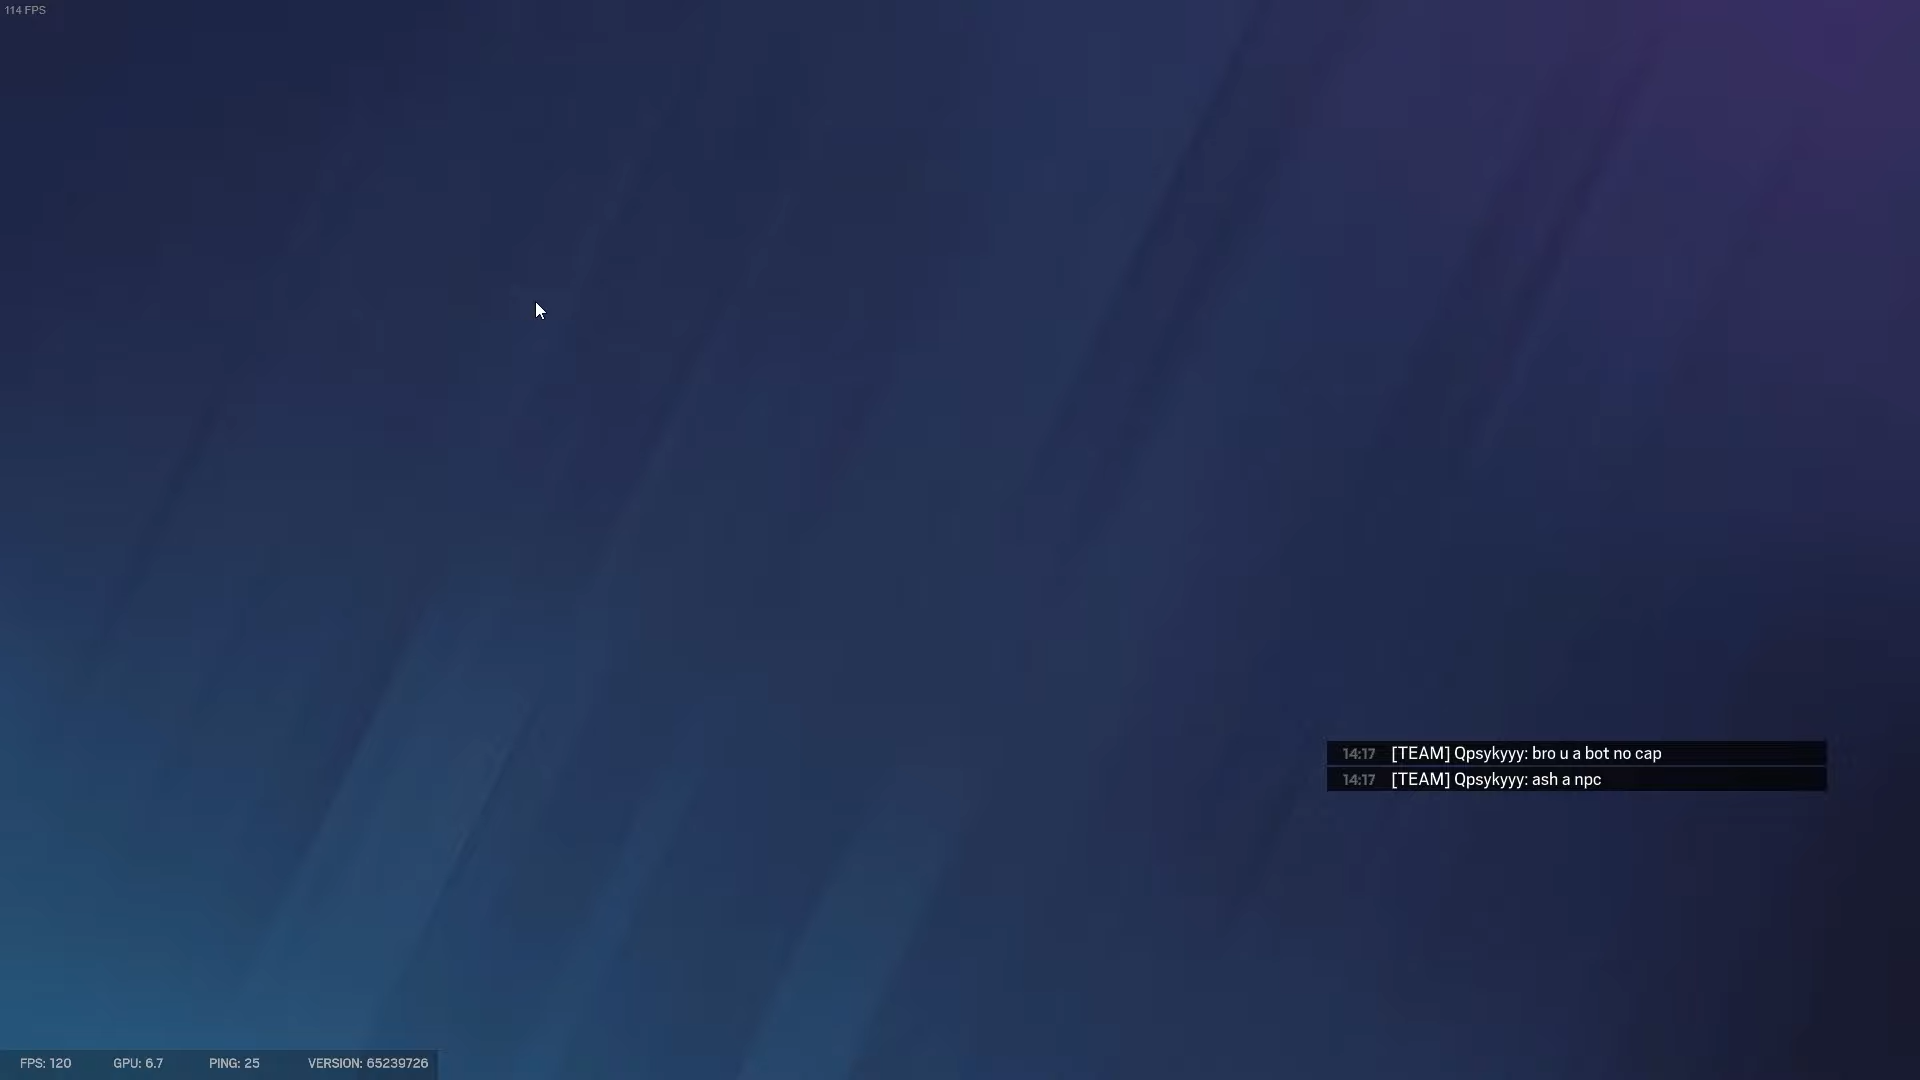 114 FPS
14:17 [TEAM] Qpsykyyy: bro u a bot no cap
14:17 [TEAM] Qpsykyyy: ash a npc
FPS: 120 GPU: 6.7 PING: 25 VERSION: 65239726